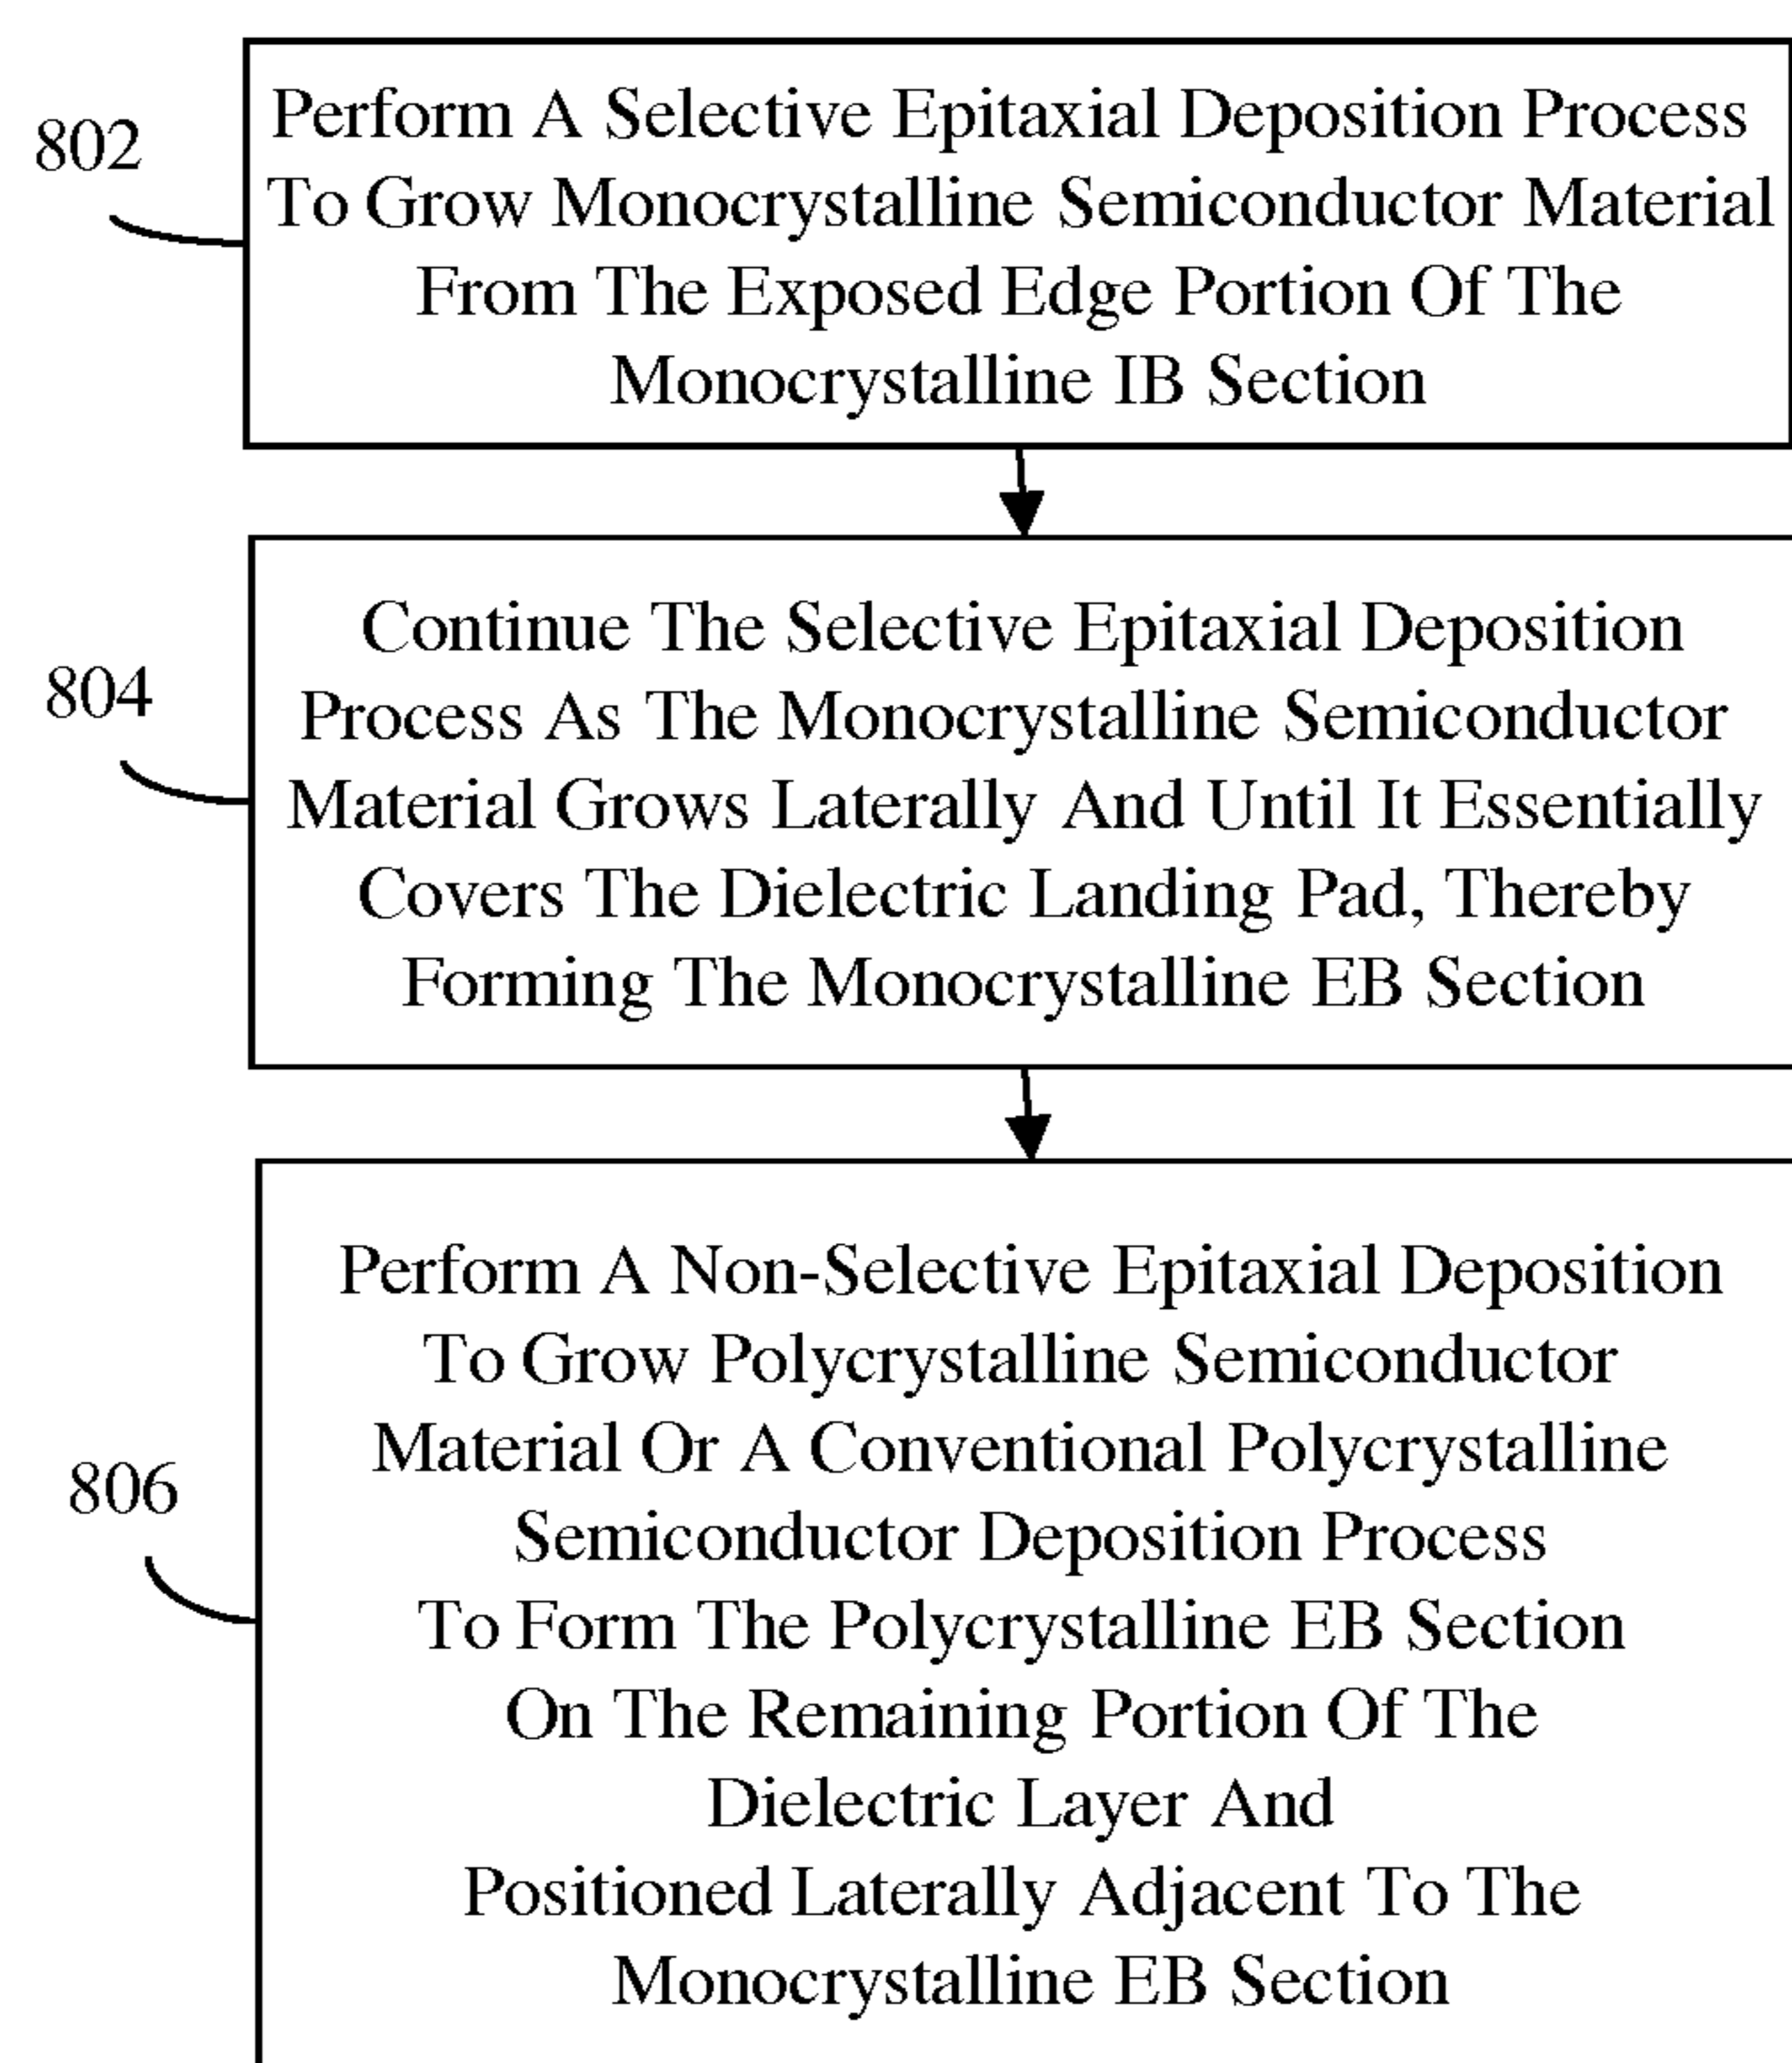 802
Perform A Selective Epitaxial Deposition Process
To Grow Monocrystalline Semiconductor Material
From The Exposed Edge Portion Of The
Monocrystalline IB Section
804
Continue The Selective Epitaxial Deposition
Process As The Monocrystalline Semiconductor
Material Grows Laterally And Until It Essentially
Covers The Dielectric Landing Pad, Thereby
Forming The Monocrystalline EB Section
806
Perform A Non-Selective Epitaxial Deposition
To Grow Polycrystalline Semiconductor
Material Or A Conventional Polycrystalline
Semiconductor Deposition Process
To Form The Polycrystalline EB Section
On The Remaining Portion Of The
Dielectric Layer And
Positioned Laterally Adjacent To The
Monocrystalline EB Section